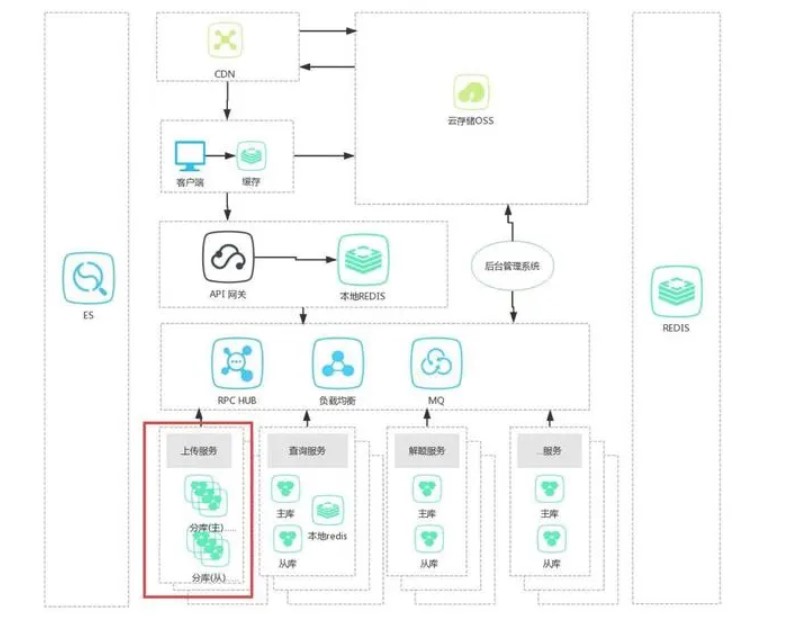 CDN
云存储OSS
客户端
缓存
后台管理系统
API 网关
本地REDIS
ES
REDIS
RPC HUB
负载均衡
MQ
上传服务
查询服务
解题服务
...服务
分库(主)
主库
本地redis
主库
主库
分库(从)
从库
从库
从库